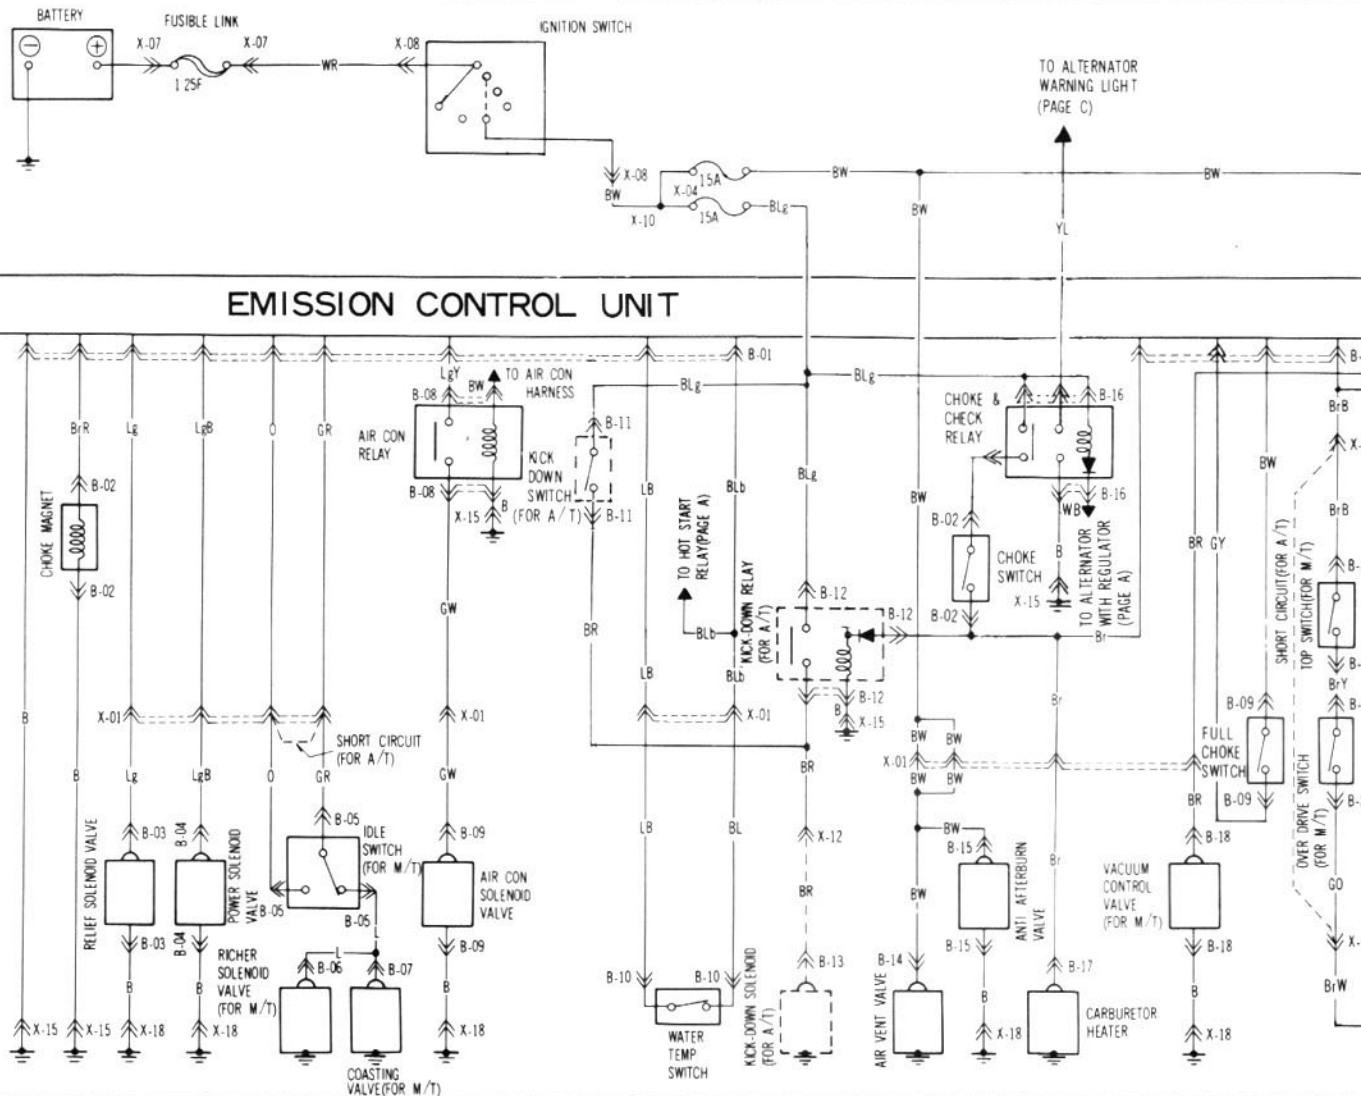 BATTERY
FUSIBLE LINK
IGNITION SWITCH
X-07
X-07
X-08
WR
1.25F
TO ALTERNATOR
WARNING LIGHT
(PAGE C)
X-08
BW
X-10
X-04
15A
15A
BLg
BW
BW
BW
YL
EMISSION CONTROL UNIT
B-01
BrR
Lg
LgB
O
GR
LgY
BW
TO AIR CON
HARNESS
B-08
AIR CON
RELAY
B-08
X-15
B
BLg
B-11
KICK
DOWN
SWITCH
(FOR A/T)
B-11
BLg
BLg
CHOKE &
CHECK
RELAY
B-16
B-16
WB
B
X-15
TO ALTERNATOR
WITH REGULATOR
(PAGE A)
B-02
CHOKE MAGNET
B-02
LB
BLb
TO HOT START
RELAY(PAGE A)
BLb
BW
B-02
CHOKE
SWITCH
B-02
BR
GY
BW
BrB
X-
BrB
SHORT CIRCUIT(FOR A/T)
TOP SWITCH(FOR M/T)
GW
BR
KICK-DOWN RELAY
(FOR A/T)
B-12
B-12
Br
B-12
B
X-15
LB
BLb
X-01
BrY
B
B
X-01
SHORT CIRCUIT
(FOR A/T)
X-01
Lg
LgB
O
GR
GW
BR
BW
BW
X-01
BW
BW
Br
B-09
FULL
CHOKE
SWITCH
B-09
BR
OVER DRIVE SWITCH
(FOR M/T)
RELIEF SOLENOID VALVE
B-03
B-04
POWER SOLENOID
VALVE
B-05
IDLE
SWITCH
(FOR M/T)
B-05
B-05
B-09
AIR CON
SOLENOID
VALVE
LB
BL
X-12
BR
BW
B-15
BW
ANTI AFTERBURN
VALVE
Br
B-18
VACUUM
CONTROL
VALVE
(FOR M/T)
GO
B-03
B-04
RICHER
SOLENOID
VALVE
(FOR M/T)
L
L
B-06
B-07
B-09
B-10
B-10
KICK-DOWN SOLENOID
(FOR A/T)
B-13
B-14
AIR VENT VALVE
B-15
B-17
B-18
X-
BrW
B
B
B
B
B
X-15
X-15
X-18
X-18
X-18
WATER
TEMP
SWITCH
X-18
CARBURETOR
HEATER
X-18
COASTING
VALVE(FOR M/T)